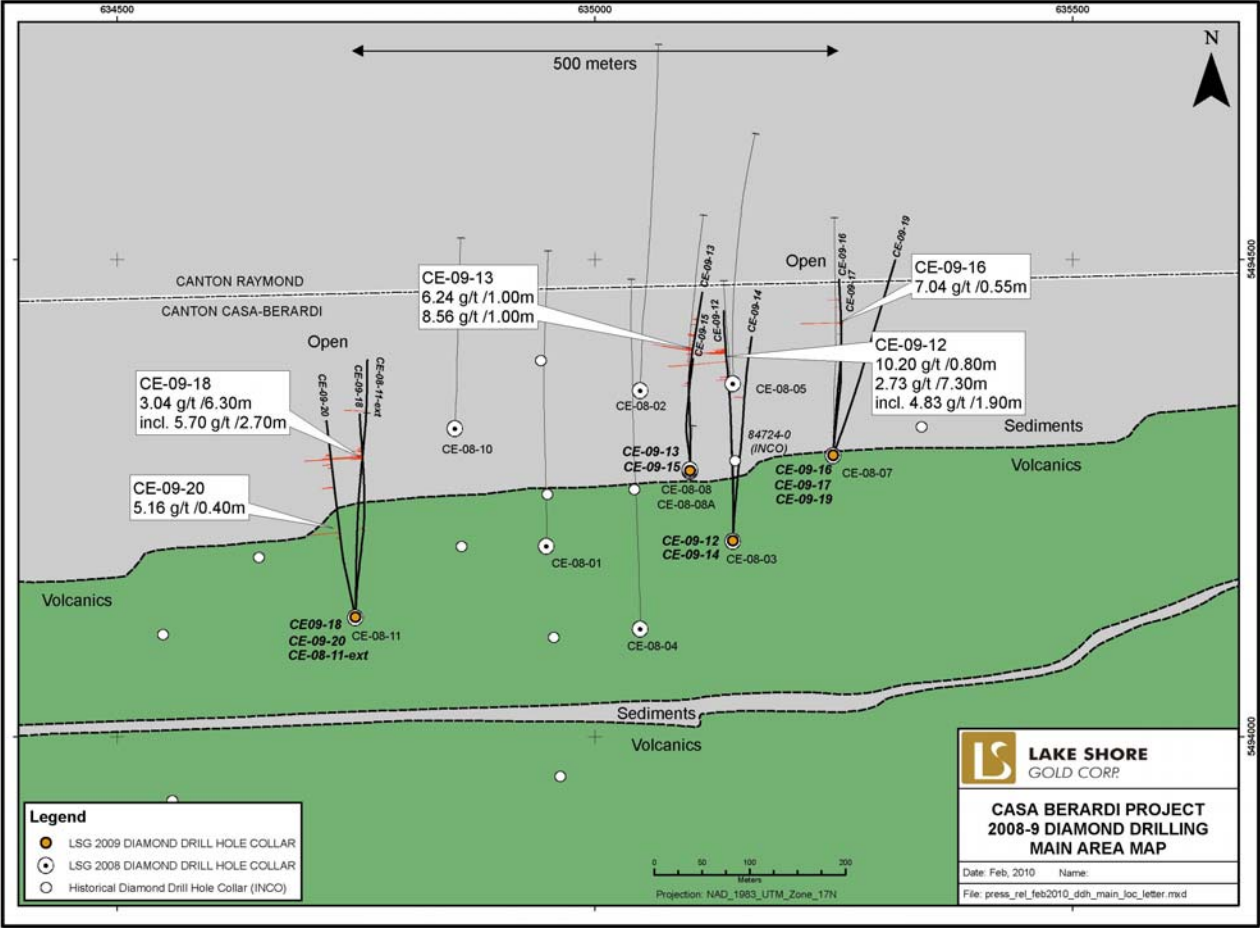 634500
635000
635500
N
500 meters
CE-09-19
CE-09-16
CE-09-17
CE-09-13
Open
CE-09-16
7.04 g/t /0.55m
CE-09-13
6.24 g/t /1.00m
8.56 g/t /1.00m
5494500
CANTON RAYMOND
CANTON CASA-BERARDI
CE-09-15
CE-09-12
CE-09-14
Open
CE-09-12
10.20 g/t /0.80m
2.73 g/t /7.30m
incl. 4.83 g/t /1.90m
CE-09-18
3.04 g/t /6.30m
incl. 5.70 g/t /2.70m
CE-09-20
CE-09-18
CE-08-11-ext
CE-08-05
CE-08-02
CE-08-10
84724-0
(INCO)
Sediments
Volcanics
CE-09-13
CE-09-15
CE-08-08
CE-08-08A
CE-09-16
CE-09-17
CE-09-19
CE-08-07
CE-09-20
5.16 g/t /0.40m
CE-09-12
CE-09-14
CE-08-03
CE-08-01
Volcanics
CE09-18
CE-09-20
CE-08-11-ext
CE-08-11
CE-08-04
Sediments
Volcanics
5494000
LS
LAKE SHORE
GOLD CORP.
CASA BERARDI PROJECT
2008-9 DIAMOND DRILLING
MAIN AREA MAP
Date: Feb, 2010 Name:
File: press_rel_feb2010_ddh_main_loc_letter.mxd
Legend
LSG 2009 DIAMOND DRILL HOLE COLLAR
LSG 2008 DIAMOND DRILL HOLE COLLAR
Historical Diamond Drill Hole Collar (INCO)
0 50 100 200
Meters
Projection: NAD_1983_UTM_Zone_17N